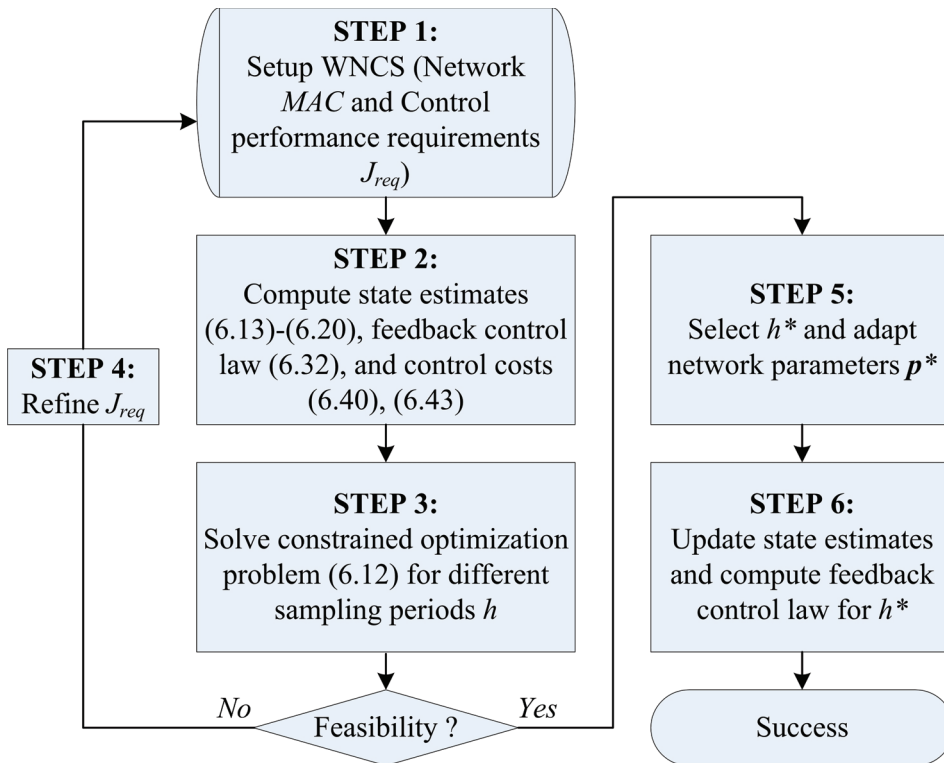 STEP 1:
Setup WNCS (Network
MAC and Control
performance requirements
J_req)
STEP 2:
Compute state estimates
(6.13)-(6.20), feedback control
law (6.32), and control costs
(6.40), (6.43)
STEP 3:
Solve constrained optimization
problem (6.12) for different
sampling periods h
Feasibility ?
No
Yes
STEP 4:
Refine J_req
STEP 5:
Select h* and adapt
network parameters p*
STEP 6:
Update state estimates
and compute feedback
control law for h*
Success